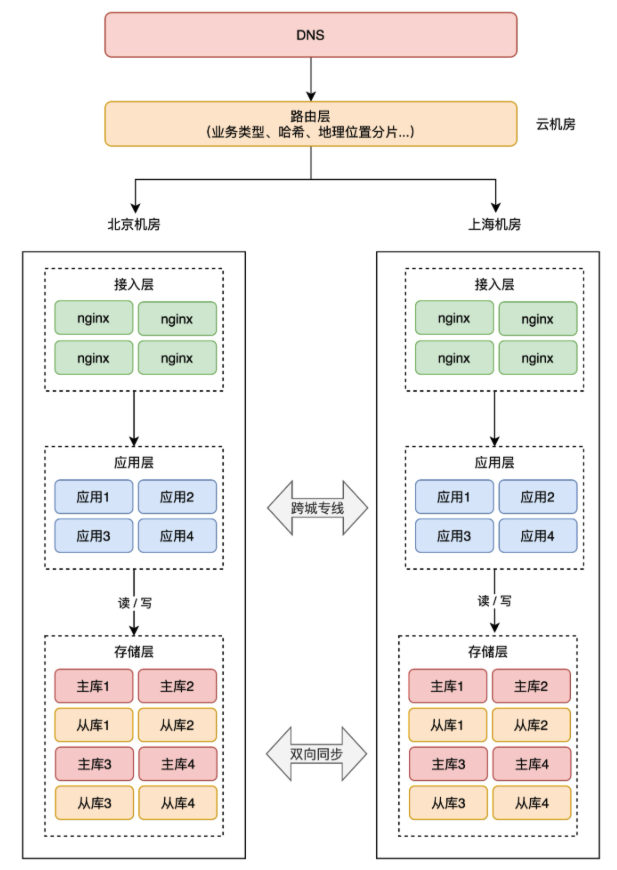 DNS
路由层
（业务类型、哈希、地理位置分片...）
云机房
北京机房
上海机房
接入层
nginx
nginx
nginx
nginx
应用层
应用1
应用2
应用3
应用4
读 / 写
存储层
主库1
主库2
从库1
从库2
主库3
主库4
从库3
从库4
跨城专线
双向同步
接入层
nginx
nginx
nginx
nginx
应用层
应用1
应用2
应用3
应用4
读 / 写
存储层
主库1
主库2
从库1
从库2
主库3
主库4
从库3
从库4